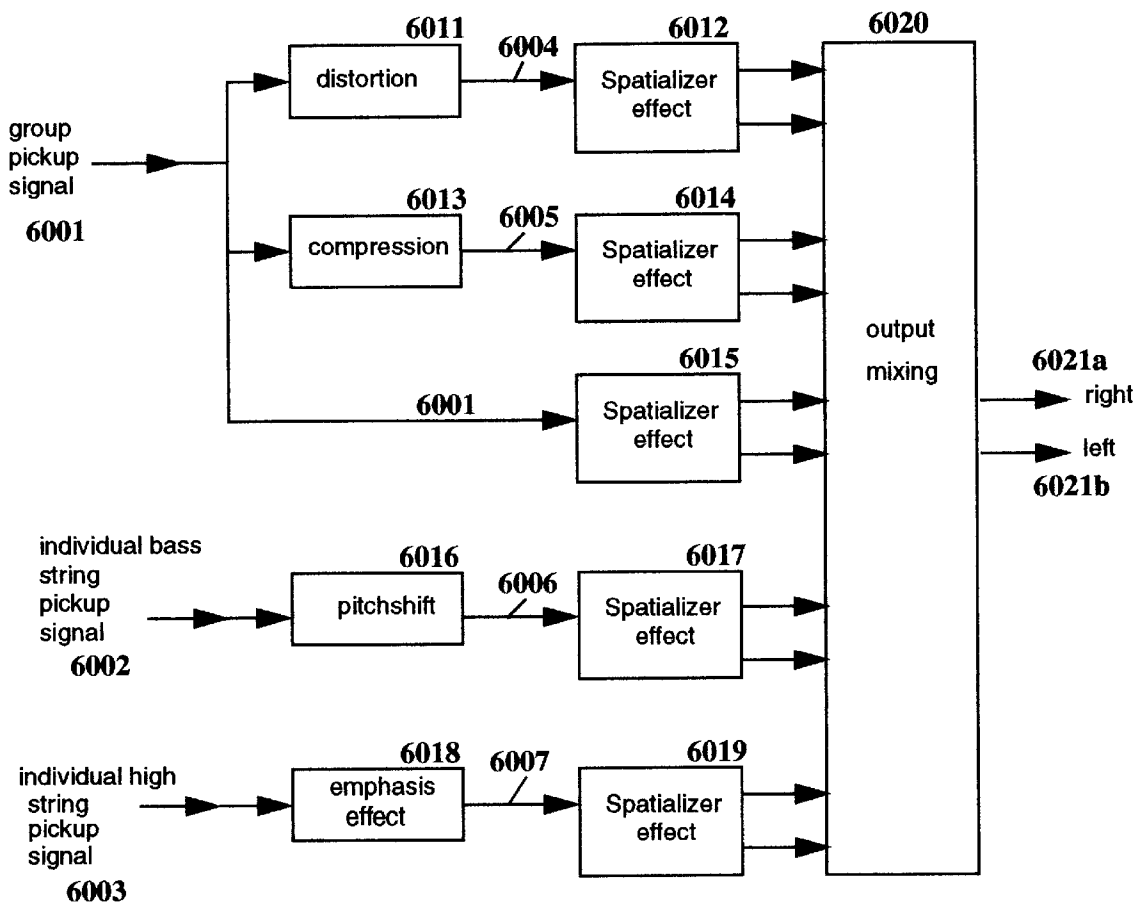 6011
6004
6012
6020
distortion
Spatializer
effect
group
pickup
signal
6001
6013
6005
6014
compression
Spatializer
effect
output
mixing
6015
6001
Spatializer
effect
6021a
right
left
6021b
individual bass
string
pickup
signal
6002
6016
6006
6017
pitchshift
Spatializer
effect
individual high
string
pickup
signal
6003
6018
6007
6019
emphasis
effect
Spatializer
effect